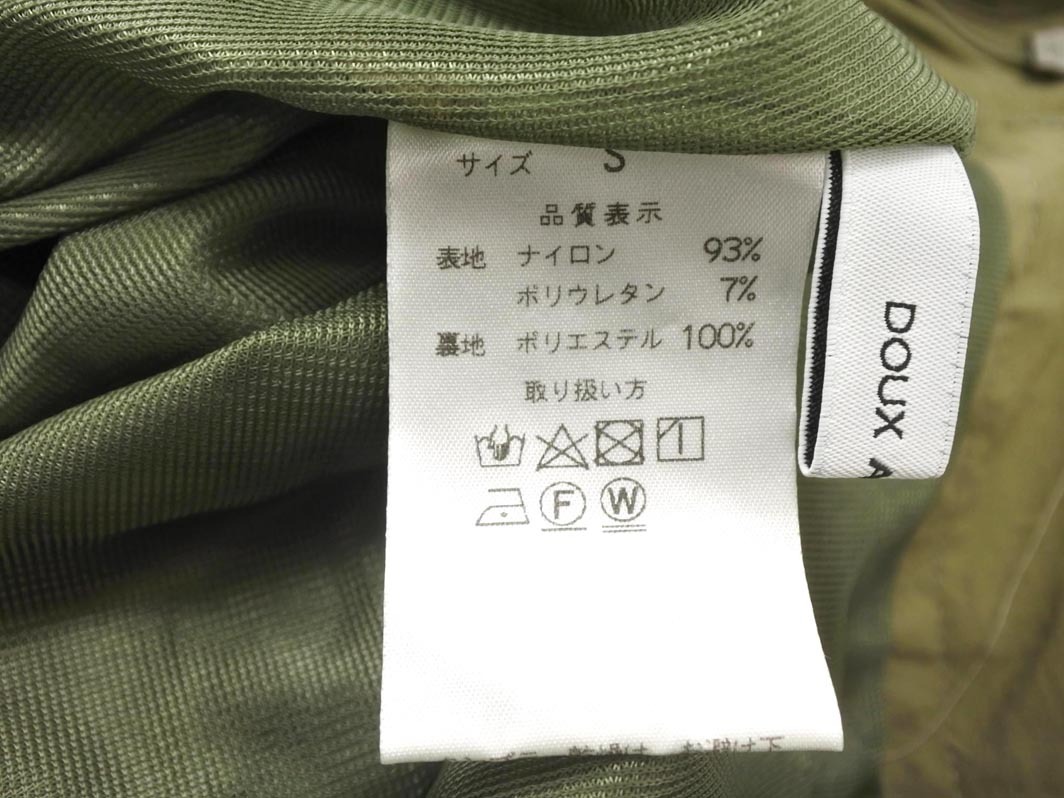 サイズ S
品質表示
表地 ナイロン 93%
ポリウレタン 7%
裏地 ポリエステル 100%
取り扱い方
F W
DOUX A